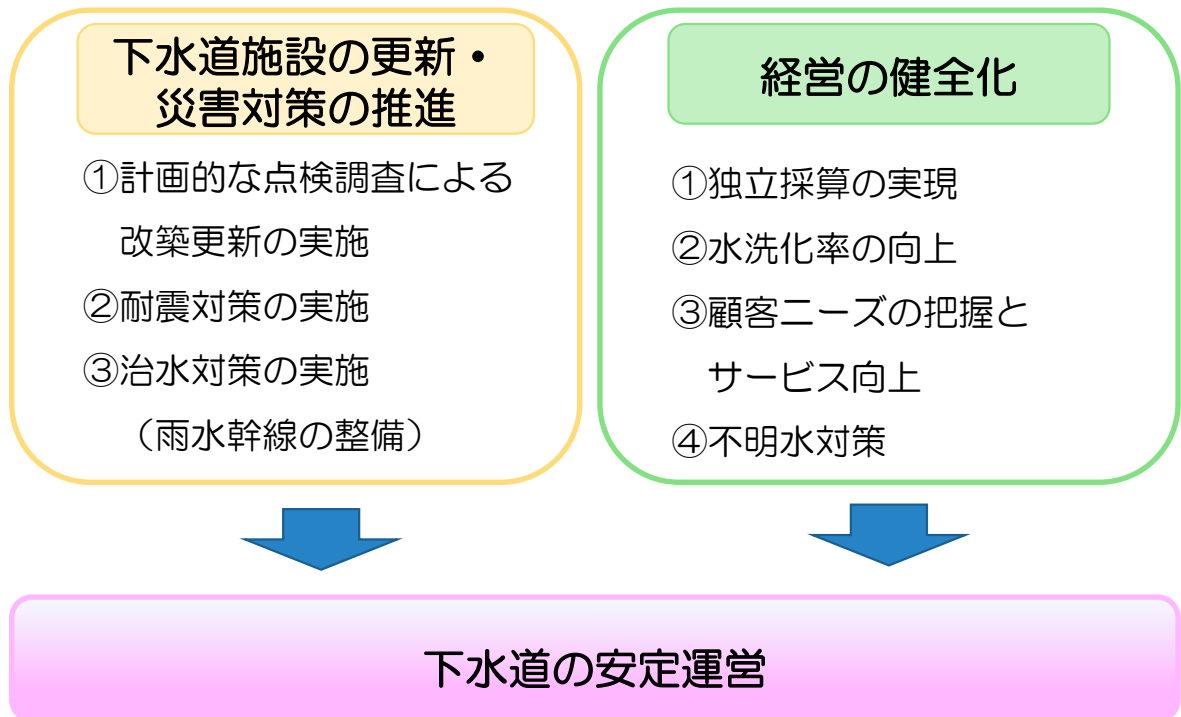 下水道施設の更新・
災害対策の推進
①計画的な点検調査による
改築更新の実施
②耐震対策の実施
③治水対策の実施
（雨水幹線の整備）
経営の健全化
①独立採算の実現
②水洗化率の向上
③顧客ニーズの把握と
サービス向上
④不明水対策
下水道の安定運営